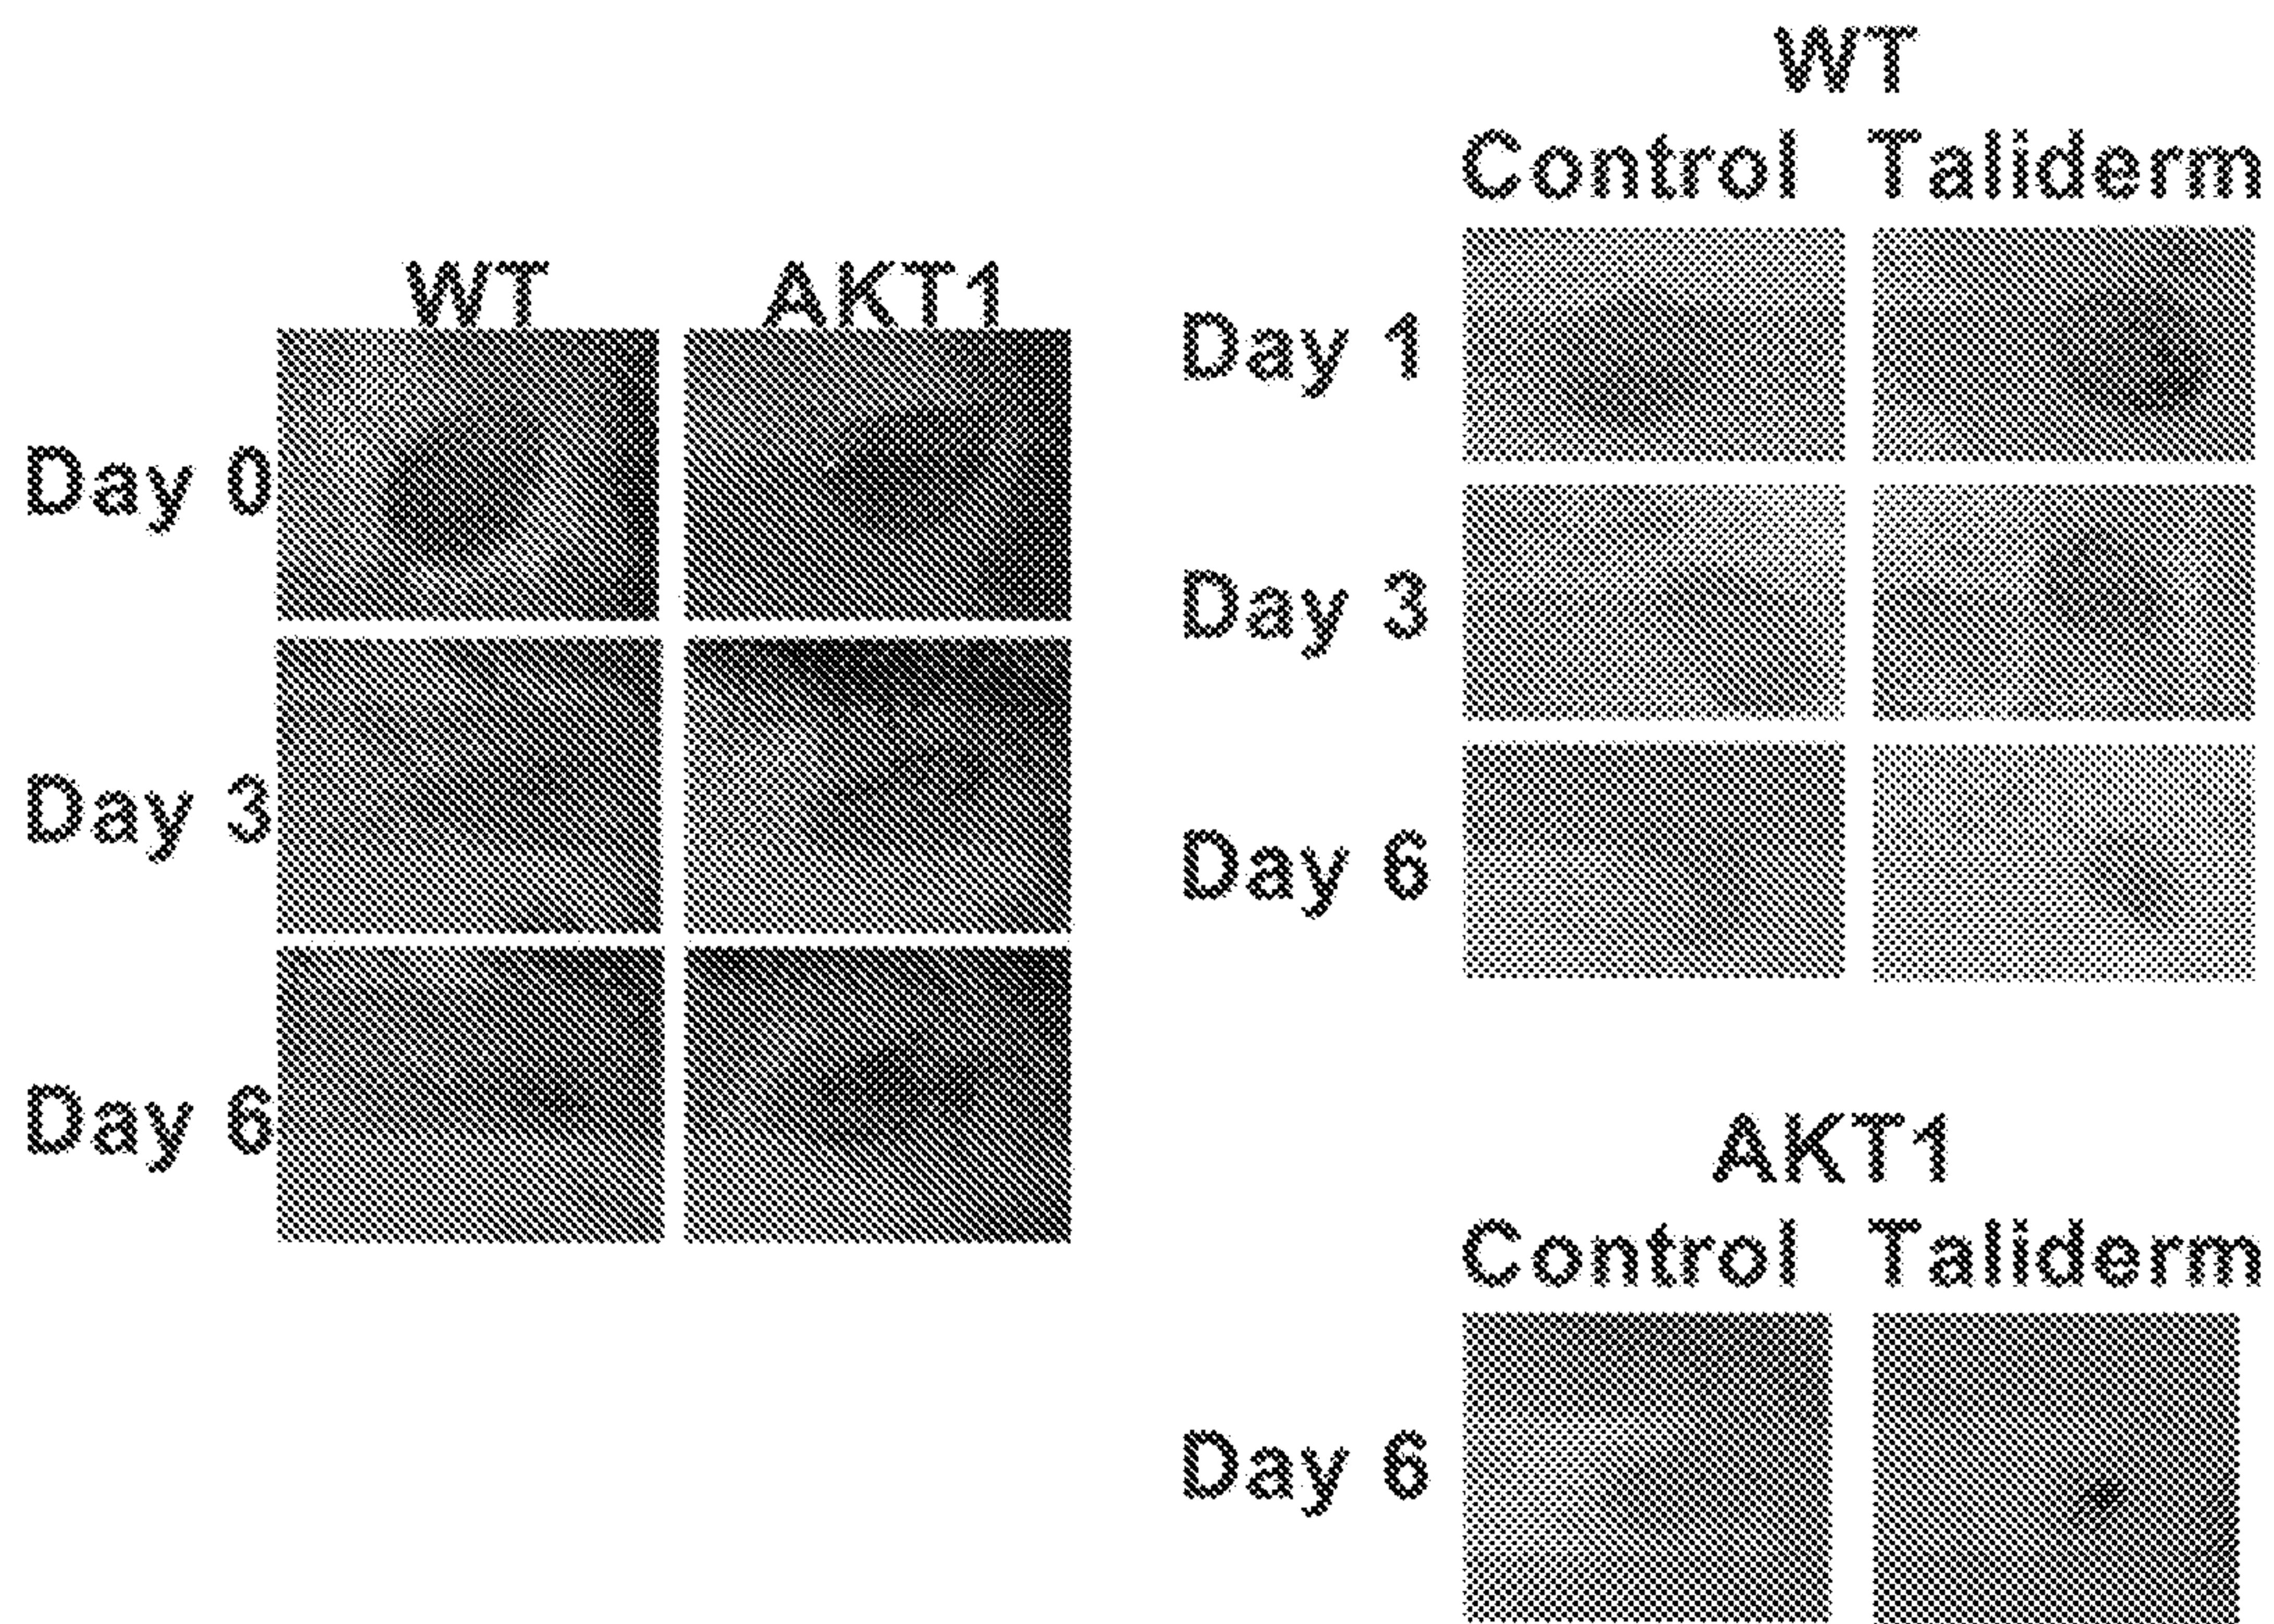 WT AKT1
Day 0
Day 3
Day 6
WT
Control Taliderm
Day 1
Day 3
Day 6
AKT1
Control Taliderm
Day 6